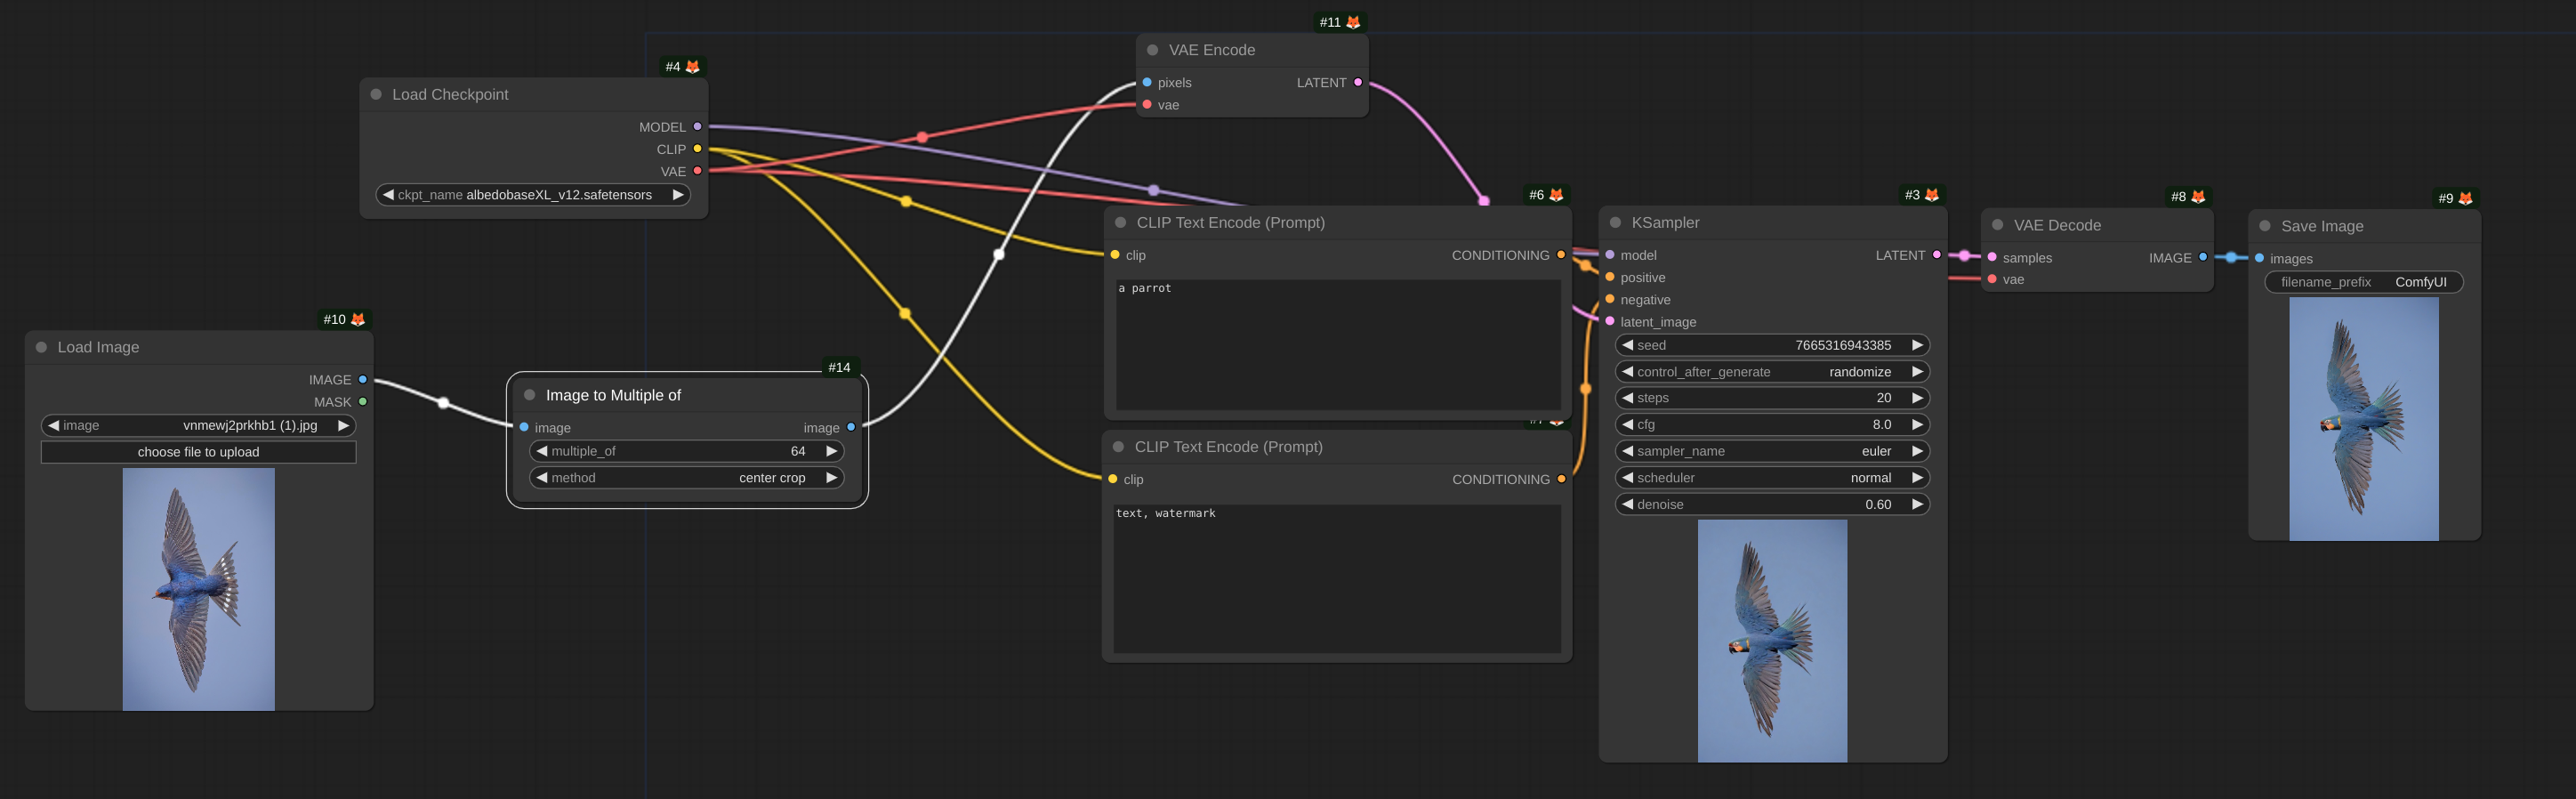 #10 🦊
Load Image
IMAGE
MASK
image vnmewj2prkhb1 (1).jpg
choose file to upload
#4 🦊
Load Checkpoint
MODEL
CLIP
VAE
ckpt_name albedobaseXL_v12.safetensors
#14
Image to Multiple of
image image
multiple_of 64
method center crop
#11 🦊
VAE Encode
pixels LATENT
vae
#6 🦊
CLIP Text Encode (Prompt)
clip CONDITIONING
a parrot
#7 🦊
CLIP Text Encode (Prompt)
clip CONDITIONING
text, watermark
#3 🦊
KSampler
model LATENT
positive
negative
latent_image
seed 7665316943385
control_after_generate randomize
steps 20
cfg 8.0
sampler_name euler
scheduler normal
denoise 0.60
#8 🦊
VAE Decode
samples IMAGE
vae
#9 🦊
Save Image
images
filename_prefix ComfyUI